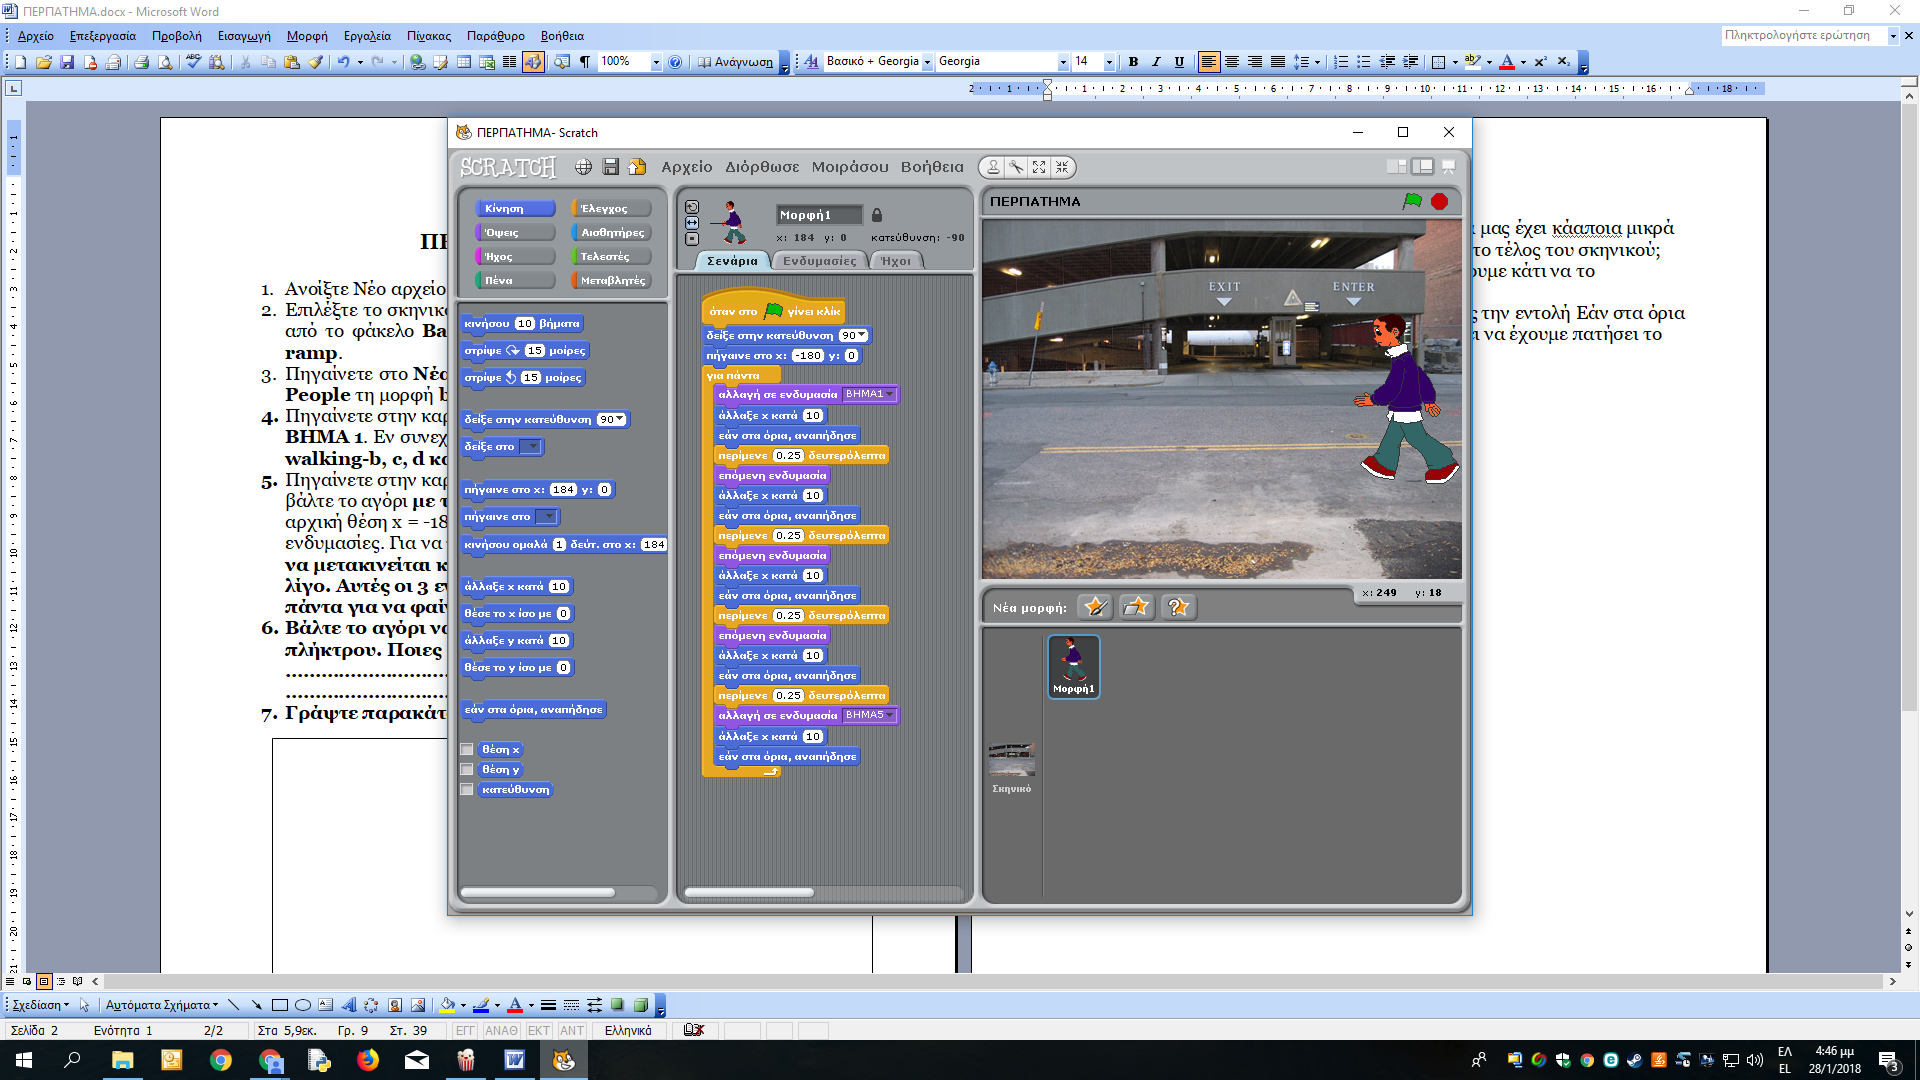 ΠΕΡΠΑΤΗΜΑ.docx - Microsoft Word
Αρχείο Επεξεργασία Προβολή Εισαγωγή Μορφή Εργαλεία Πίνακας Παράθυρο Βοήθεια
Πληκτρολογήστε ερώτηση
100% Ανάγνωση Βασικό + Georgia Georgia 14 B I U
ΠΕ
1. Ανοίξτε Νέο αρχείο
2. Επιλέξτε το σκηνικ
από το φάκελο Ba
ramp.
3. Πηγαίνετε στο Νέα
People τη μορφή b
4. Πηγαίνετε στην καρ
ΒΗΜΑ 1. Εν συνεχ
walking-b, c, d κα
5. Πηγαίνετε στην καρ
βάλτε το αγόρι με τ
αρχική θέση x = -18
ενδυμασίες. Για να
να μετακινείται κ
λίγο. Αυτές οι 3 εν
πάντα για να φαίν
6. Βάλτε το αγόρι να
πλήκτρου. Ποιες
7. Γράψτε παρακάτ
ΠΕΡΠΑΤΗΜΑ- Scratch
SCRATCH Αρχείο Διόρθωσε Μοιράσου Βοήθεια
Κίνηση Έλεγχος
Όψεις Αισθητήρες
Ήχος Τελεστές
Πένα Μεταβλητές
κινήσου 10 βήματα
στρίψε 15 μοίρες
στρίψε 15 μοίρες
δείξε στην κατεύθυνση 90
δείξε στο
πήγαινε στο x: 184 y: 0
πήγαινε στο
κινήσου ομαλά 1 δεύτ. στο x: 184
άλλαξε x κατά 10
θέσε το x ίσο με 0
άλλαξε y κατά 10
θέσε το y ίσο με 0
εάν στα όρια, αναπήδησε
θέση x
θέση y
κατεύθυνση
Μορφή1
x: 184 y: 0 κατεύθυνση: -90
Σενάρια Ενδυμασίες Ήχοι
όταν στο γίνει κλίκ
δείξε στην κατεύθυνση 90
πήγαινε στο x: -180 y: 0
για πάντα
αλλαγή σε ενδυμασία ΒΗΜΑ1
άλλαξε x κατά 10
εάν στα όρια, αναπήδησε
περίμενε 0.25 δευτερόλεπτα
επόμενη ενδυμασία
άλλαξε x κατά 10
εάν στα όρια, αναπήδησε
περίμενε 0.25 δευτερόλεπτα
επόμενη ενδυμασία
άλλαξε x κατά 10
εάν στα όρια, αναπήδησε
περίμενε 0.25 δευτερόλεπτα
επόμενη ενδυμασία
άλλαξε x κατά 10
εάν στα όρια, αναπήδησε
περίμενε 0.25 δευτερόλεπτα
αλλαγή σε ενδυμασία ΒΗΜΑ5
άλλαξε x κατά 10
εάν στα όρια, αναπήδησε
ΠΕΡΠΑΤΗΜΑ
EXIT ENTER
x: 249 y: 18
Νέα μορφή:
Μορφή1
Σκηνικό
μας έχει κάαποια μικρά
το τέλος του σκηνικού;
υμε κάτι να το
ς την εντολή Εάν στα όρια
ι να έχουμε πατήσει το
Σχεδίαση Αυτόματα Σχήματα
Σελίδα 2 Ενότητα 1 2/2 Στα 5,9εκ. Γρ. 9 Στ. 39 ΕΓΓ ΑΝΑΘ ΕΚΤ ΑΝΤ Ελληνικά
ΕΛ
EL
4:46 μμ
28/1/2018
3